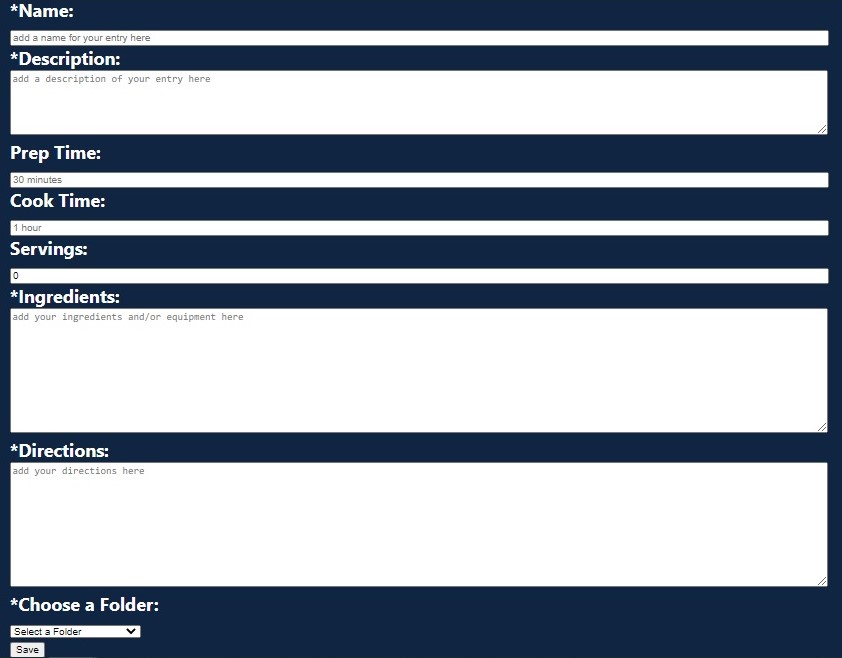 *Name:
add a name for your entry here
*Description:
add a description of your entry here
Prep Time:
30 minutes
Cook Time:
1 hour
Servings:
0
*Ingredients:
add your ingredients and/or equipment here
*Directions:
add your directions here
*Choose a Folder:
Select a Folder
Save